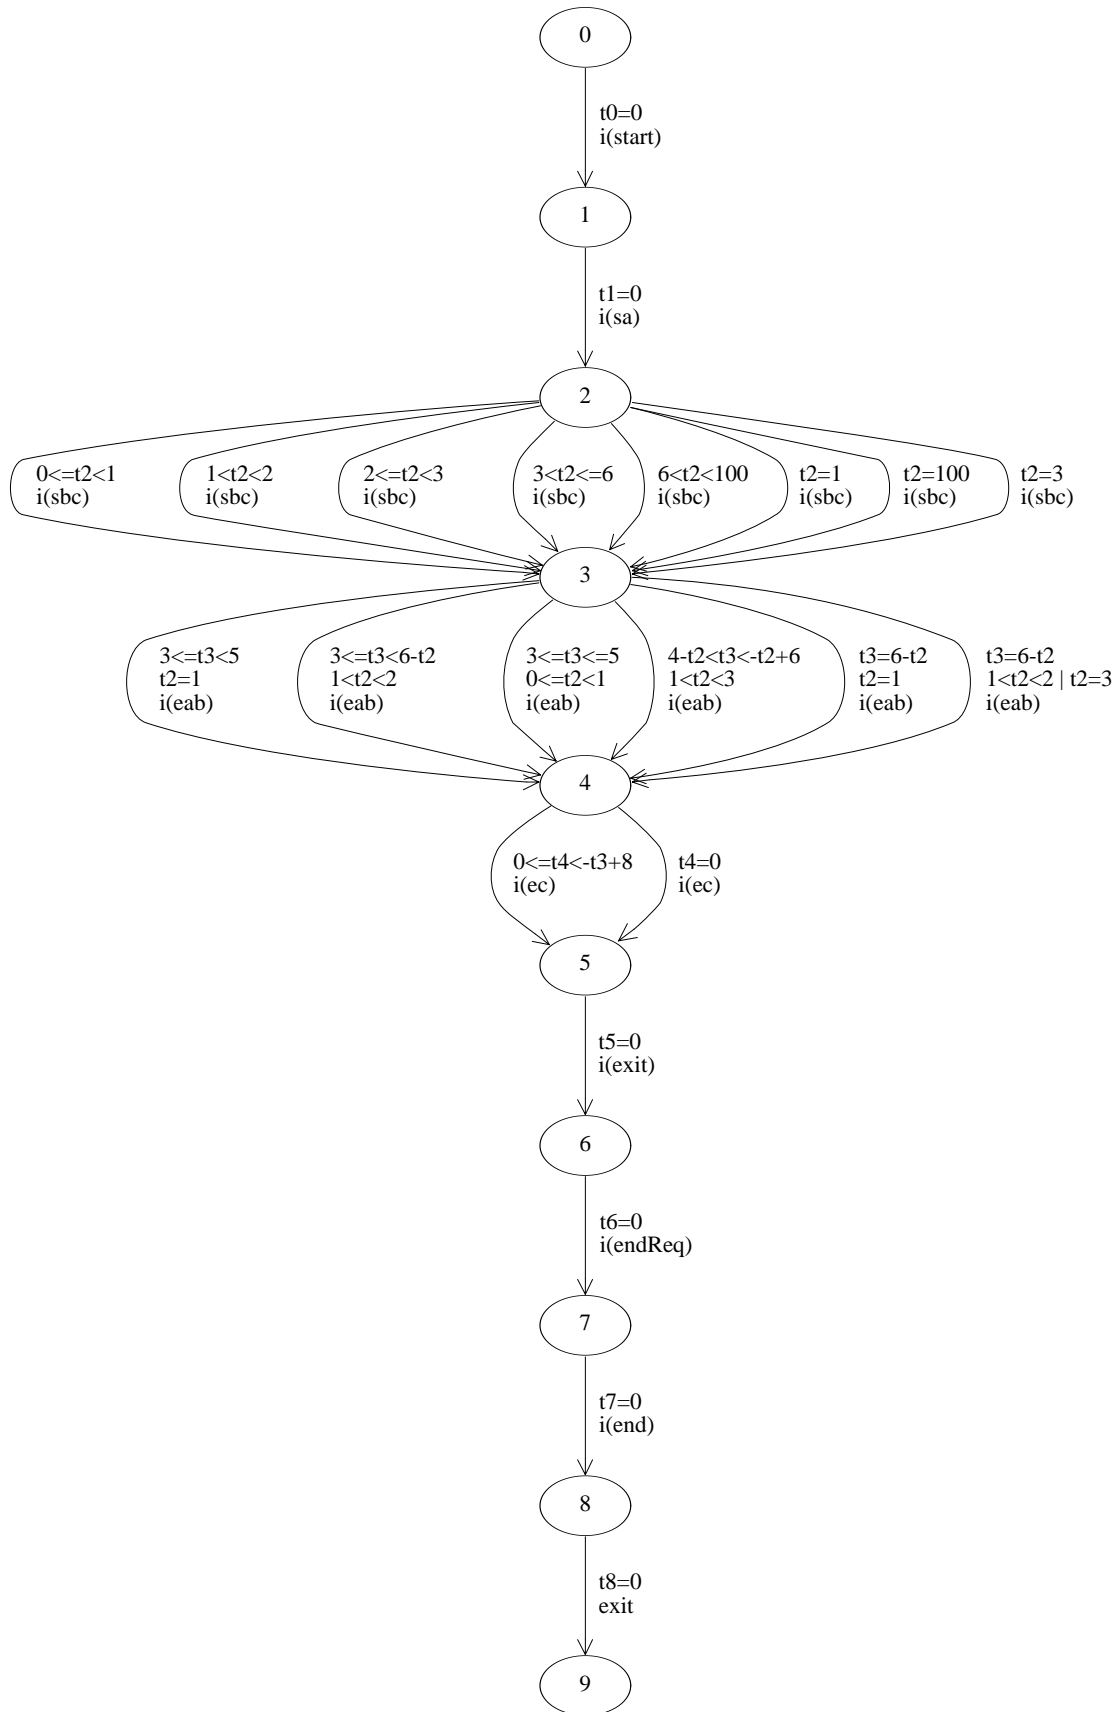 0
t0=0
i(start)
1
t1=0
i(sa)
2
0<=t2<1
i(sbc)
1<t2<2
i(sbc)
2<=t2<3
i(sbc)
3<t2<=6
i(sbc)
6<t2<100
i(sbc)
t2=1
i(sbc)
t2=100
i(sbc)
t2=3
i(sbc)
3
3<=t3<5
t2=1
i(eab)
3<=t3<6-t2
1<t2<2
i(eab)
3<=t3<=5
0<=t2<1
i(eab)
4-t2<t3<-t2+6
1<t2<3
i(eab)
t3=6-t2
t2=1
i(eab)
t3=6-t2
1<t2<2 | t2=3
i(eab)
4
0<=t4<-t3+8
i(ec)
t4=0
i(ec)
5
t5=0
i(exit)
6
t6=0
i(endReq)
7
t7=0
i(end)
8
t8=0
exit
9